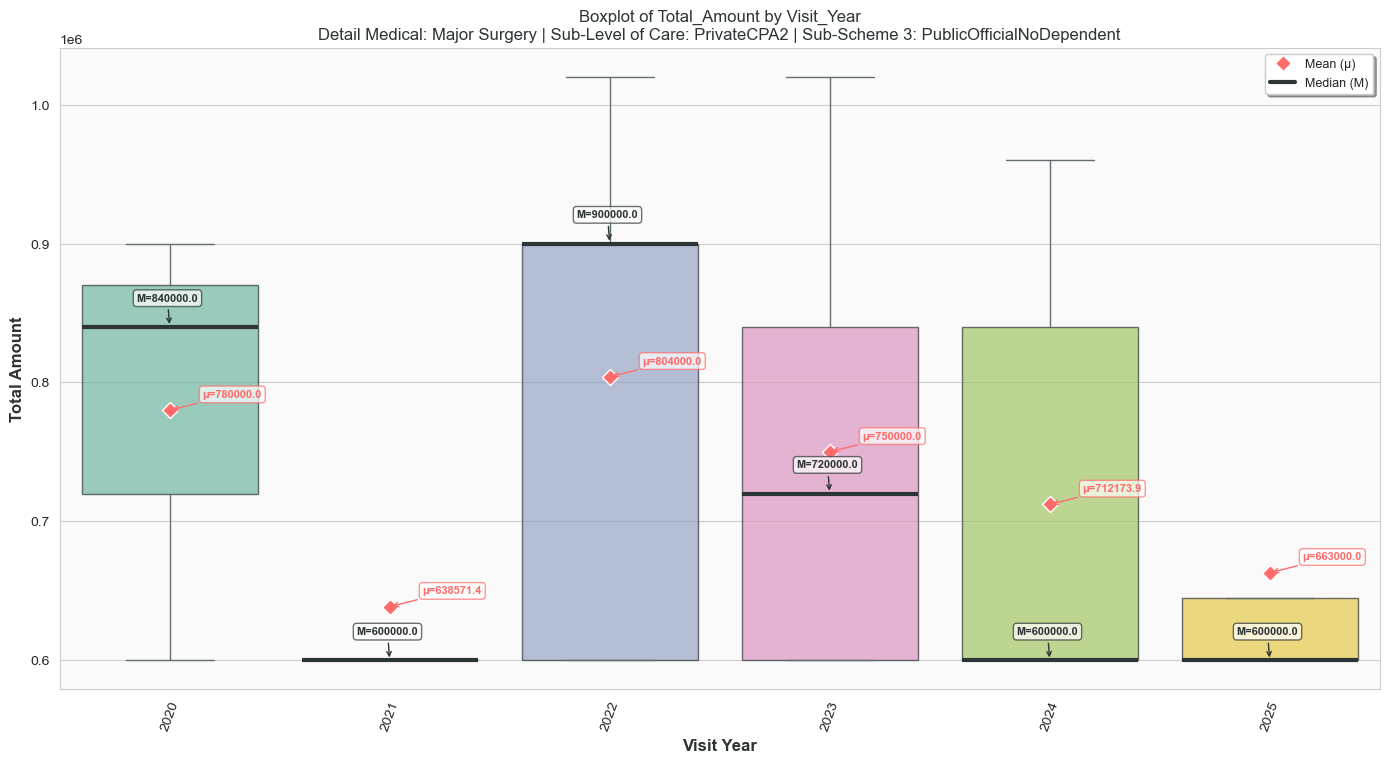 Boxplot of Total_Amount by Visit_Year
Detail Medical: Major Surgery | Sub-Level of Care: PrivateCPA2 | Sub-Scheme 3: PublicOfficialNoDependent
1e6
Mean (μ)
Median (M)
1.0
0.9
0.8
0.7
0.6
Total Amount
M=840000.0
μ=780000.0
M=600000.0
μ=638571.4
M=900000.0
μ=804000.0
M=720000.0
μ=750000.0
M=600000.0
μ=712173.9
M=600000.0
μ=663000.0
2020
2021
2022
2023
2024
2025
Visit Year